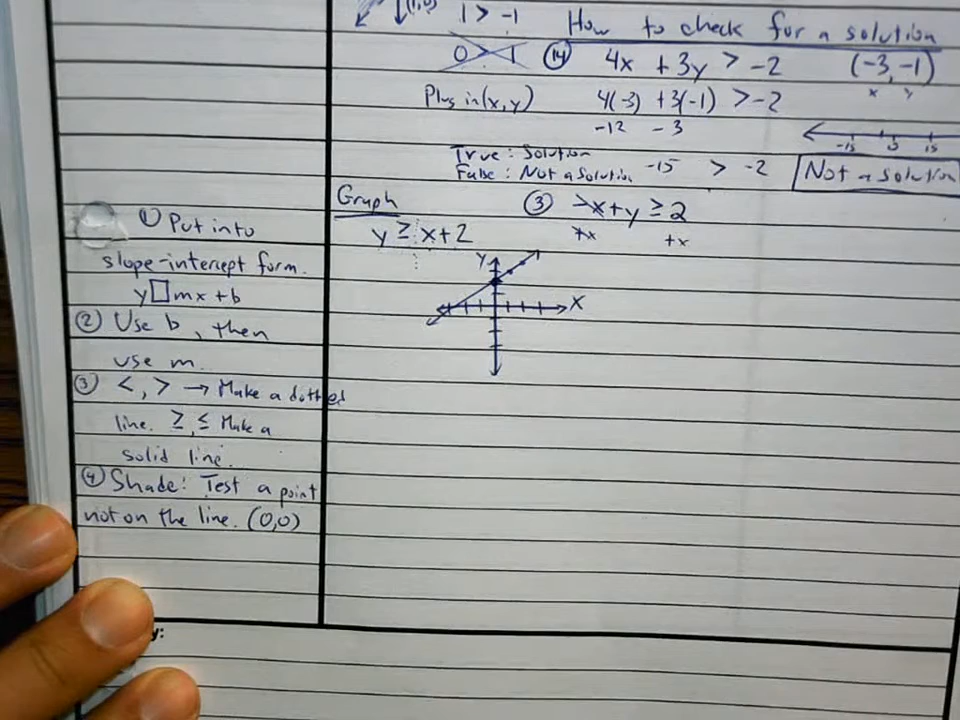 (1,0) 1 > -1 How to check for a solution
0 > 1 (14) 4x + 3y > -2 (-3,-1)
Plug in (x, y) 4(-3) + 3(-1) > -2 x y
-12 - 3
-15 0 15
True: Solution
False: Not a Solution -15 > -2 Not a solution
Graph (3) -x+y ≥ 2
y ≥ x+2 +x +x
y
x
① Put into
slope-intercept form.
y□mx+b
② Use b, then
use m.
③ <, > → Make a dotted
line. ≥, ≤ Make a
solid line.
④ Shade: Test a point
not on the line. (0,0)
y: